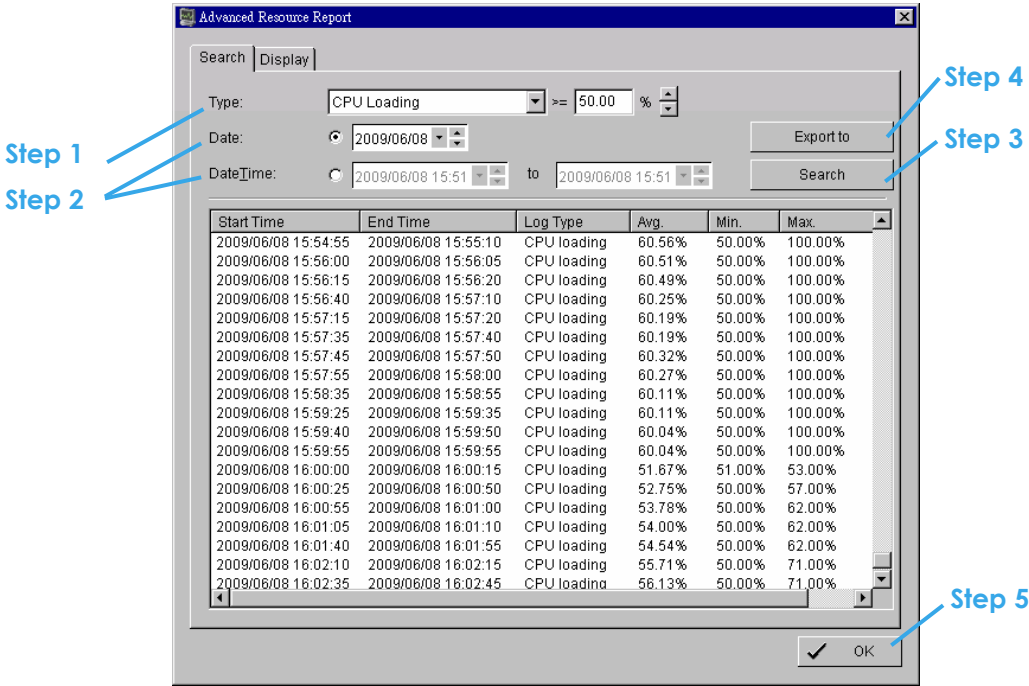 Advanced Resource Report
Search Display
Type: CPU Loading >= 50.00 %
Step 4
Date: 2009/06/08 Export to
Step 1
Step 3
DateTime: 2009/06/08 15:51 to 2009/06/08 15:51 Search
Step 2
Start Time End Time Log Type Avg. Min. Max.
2009/06/08 15:54:55 2009/06/08 15:55:10 CPU loading 60.56% 50.00% 100.00%
2009/06/08 15:56:00 2009/06/08 15:56:05 CPU loading 60.51% 50.00% 100.00%
2009/06/08 15:56:15 2009/06/08 15:56:20 CPU loading 60.49% 50.00% 100.00%
2009/06/08 15:56:40 2009/06/08 15:57:10 CPU loading 60.25% 50.00% 100.00%
2009/06/08 15:57:15 2009/06/08 15:57:20 CPU loading 60.19% 50.00% 100.00%
2009/06/08 15:57:35 2009/06/08 15:57:40 CPU loading 60.19% 50.00% 100.00%
2009/06/08 15:57:45 2009/06/08 15:57:50 CPU loading 60.32% 50.00% 100.00%
2009/06/08 15:57:55 2009/06/08 15:58:00 CPU loading 60.27% 50.00% 100.00%
2009/06/08 15:58:35 2009/06/08 15:58:55 CPU loading 60.11% 50.00% 100.00%
2009/06/08 15:59:25 2009/06/08 15:59:35 CPU loading 60.11% 50.00% 100.00%
2009/06/08 15:59:40 2009/06/08 15:59:50 CPU loading 60.04% 50.00% 100.00%
2009/06/08 15:59:55 2009/06/08 15:59:55 CPU loading 60.04% 50.00% 100.00%
2009/06/08 16:00:00 2009/06/08 16:00:15 CPU loading 51.67% 51.00% 53.00%
2009/06/08 16:00:25 2009/06/08 16:00:50 CPU loading 52.75% 50.00% 57.00%
2009/06/08 16:00:55 2009/06/08 16:01:00 CPU loading 53.78% 50.00% 62.00%
2009/06/08 16:01:05 2009/06/08 16:01:10 CPU loading 54.00% 50.00% 62.00%
2009/06/08 16:01:40 2009/06/08 16:01:55 CPU loading 54.54% 50.00% 62.00%
2009/06/08 16:02:10 2009/06/08 16:02:15 CPU loading 55.71% 50.00% 71.00%
2009/06/08 16:02:35 2009/06/08 16:02:45 CPU loading 56.13% 50.00% 71.00%
Step 5
OK